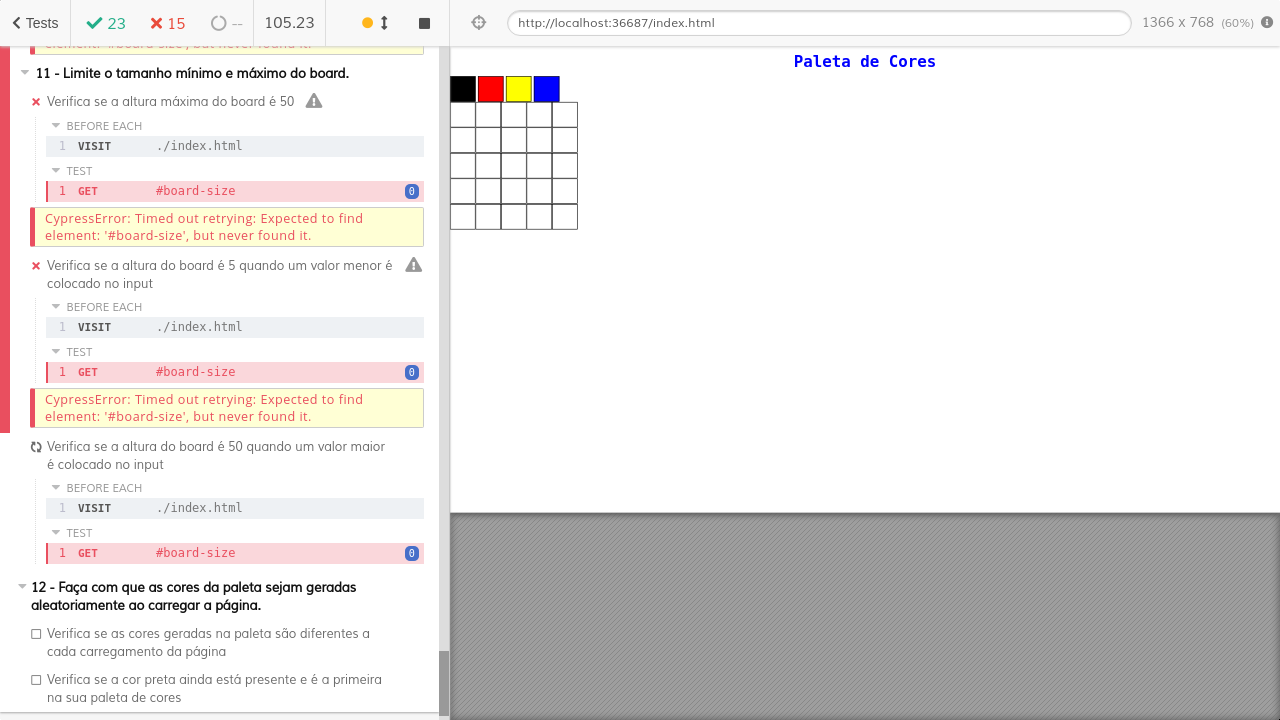 Tests
23
15
--
105.23
http://localhost:36687/index.html
1366 x 768 (60%)
element: '#board-size', but never found it.
11 - Limite o tamanho mínimo e máximo do board.
Verifica se a altura máxima do board é 50
BEFORE EACH
1 VISIT ./index.html
TEST
1 GET #board-size 0
CypressError: Timed out retrying: Expected to find
element: '#board-size', but never found it.
Verifica se a altura do board é 5 quando um valor menor é
colocado no input
BEFORE EACH
1 VISIT ./index.html
TEST
1 GET #board-size 0
CypressError: Timed out retrying: Expected to find
element: '#board-size', but never found it.
Verifica se a altura do board é 50 quando um valor maior
é colocado no input
BEFORE EACH
1 VISIT ./index.html
TEST
1 GET #board-size 0
12 - Faça com que as cores da paleta sejam geradas
aleatoriamente ao carregar a página.
Verifica se as cores geradas na paleta são diferentes a
cada carregamento da página
Verifica se a cor preta ainda está presente e é a primeira
na sua paleta de cores
Paleta de Cores